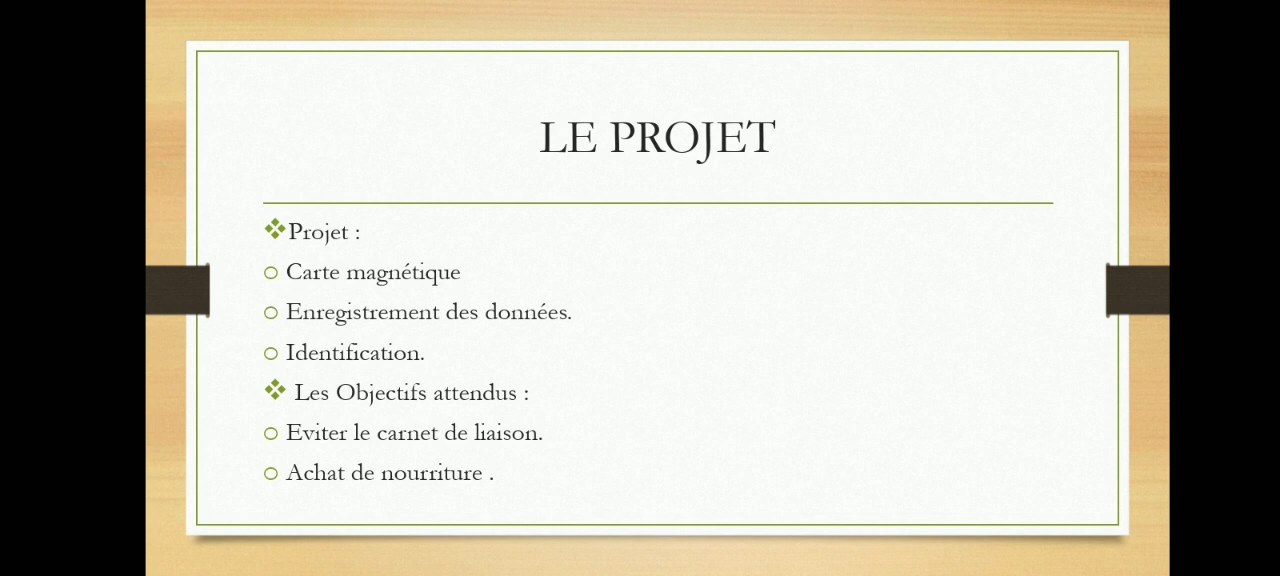 LE PROJET
Projet :
Carte magnétique
Enregistrement des données.
Identification.
Les Objectifs attendus :
Eviter le carnet de liaison.
Achat de nourriture .